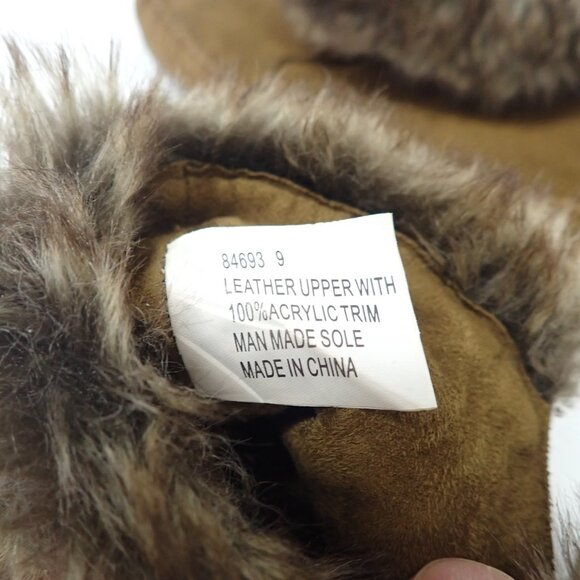 84693 9
LEATHER UPPER WITH
100% ACRYLIC TRIM
MAN MADE SOLE
MADE IN CHINA